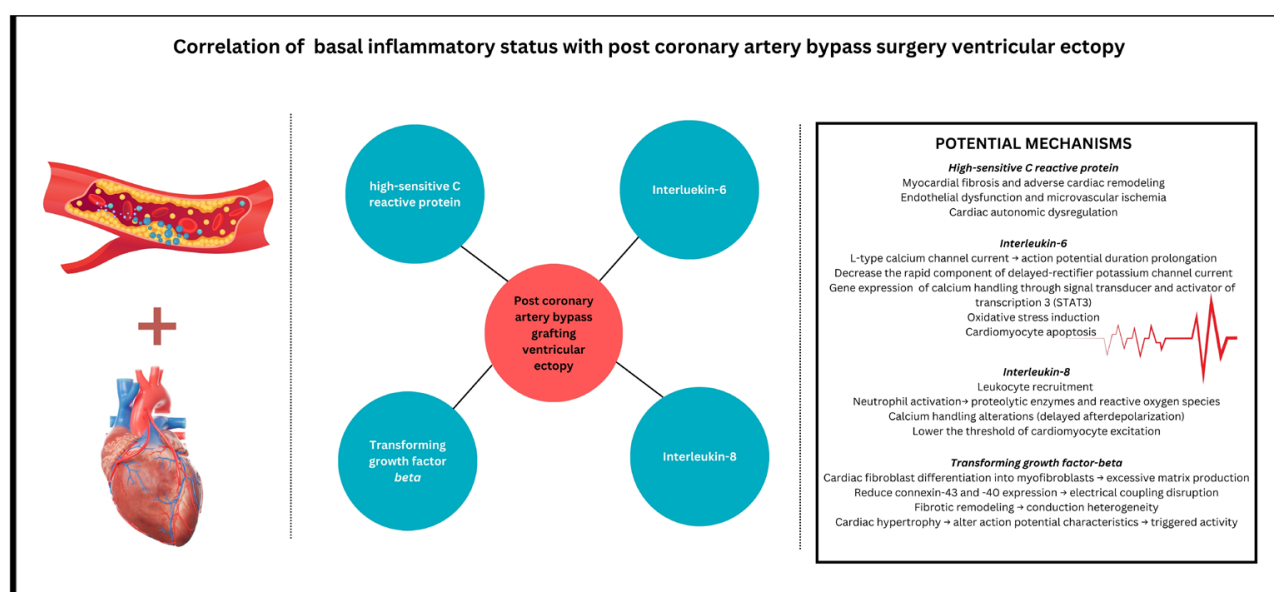 Correlation of basal inflammatory status with post coronary artery bypass surgery ventricular ectopy
high-sensitive C
reactive protein
Interluekin-6
Post coronary
artery bypass
grafting
ventricular
ectopy
Transforming
growth factor
beta
Interleukin-8
POTENTIAL MECHANISMS
High-sensitive C reactive protein
Myocardial fibrosis and adverse cardiac remodeling
Endothelial dysfunction and microvascular ischemia
Cardiac autonomic dysregulation
Interleukin-6
L-type calcium channel current → action potential duration prolongation
Decrease the rapid component of delayed-rectifier potassium channel current
Gene expression of calcium handling through signal transducer and activator of
transcription 3 (STAT3)
Oxidative stress induction
Cardiomyocyte apoptosis
Interleukin-8
Leukocyte recruitment
Neutrophil activation→ proteolytic enzymes and reactive oxygen species
Calcium handling alterations (delayed afterdepolarization)
Lower the threshold of cardiomyocyte excitation
Transforming growth factor-beta
Cardiac fibroblast differentiation into myofibroblasts → excessive matrix production
Reduce connexin-43 and -40 expression → electrical coupling disruption
Fibrotic remodeling → conduction heterogeneity
Cardiac hypertrophy → alter action potential characteristics → triggered activity